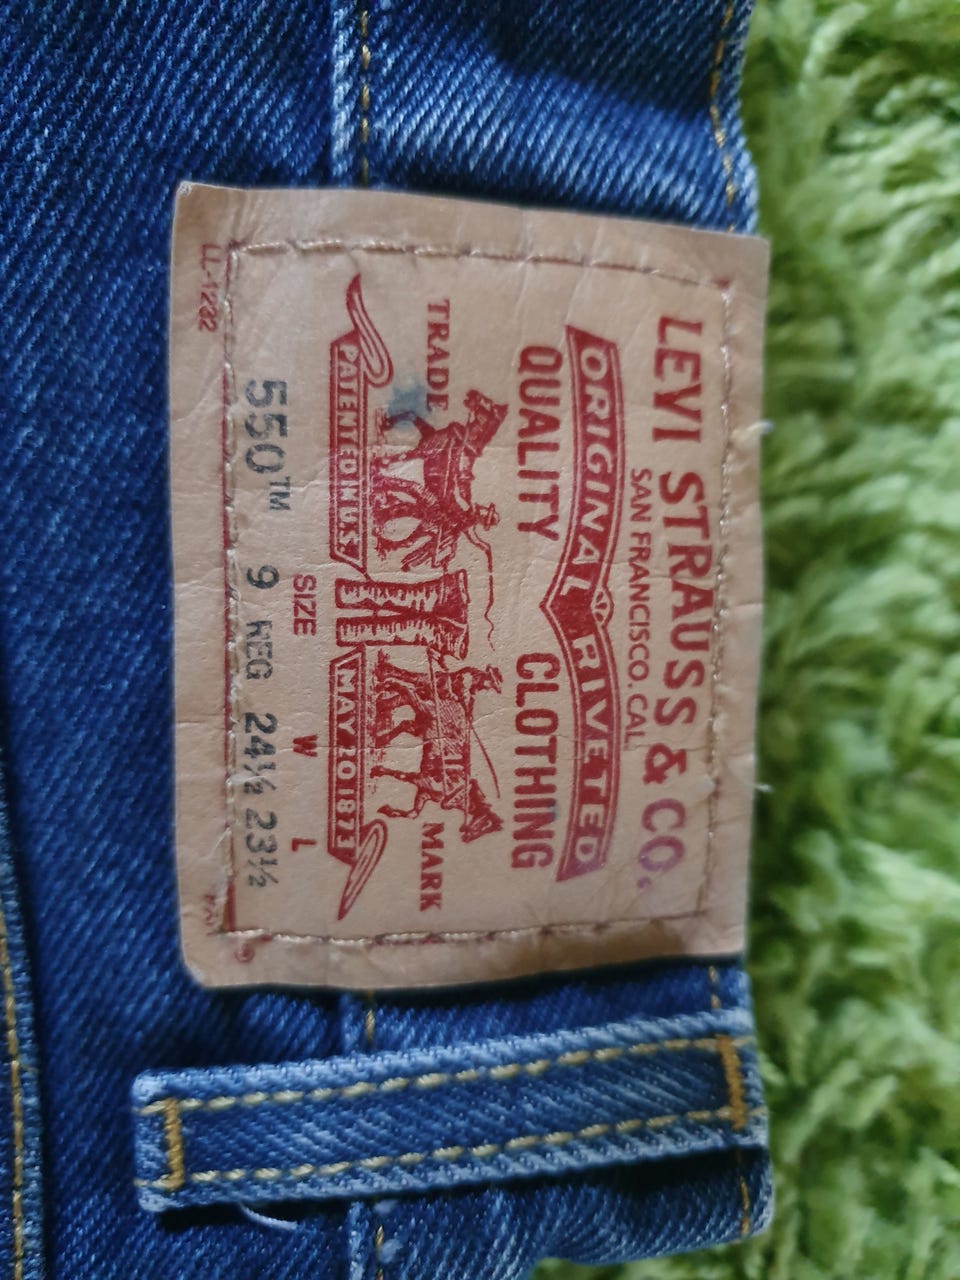 LEVI STRAUSS & CO.
SAN FRANCISCO, CAL.
ORIGINAL RIVETED
QUALITY CLOTHING
TRADE MARK
PATENTED IN U.S. MAY 20 1873
SIZE W L
550™ 9 REG 24½ 23½
LL-1232
®